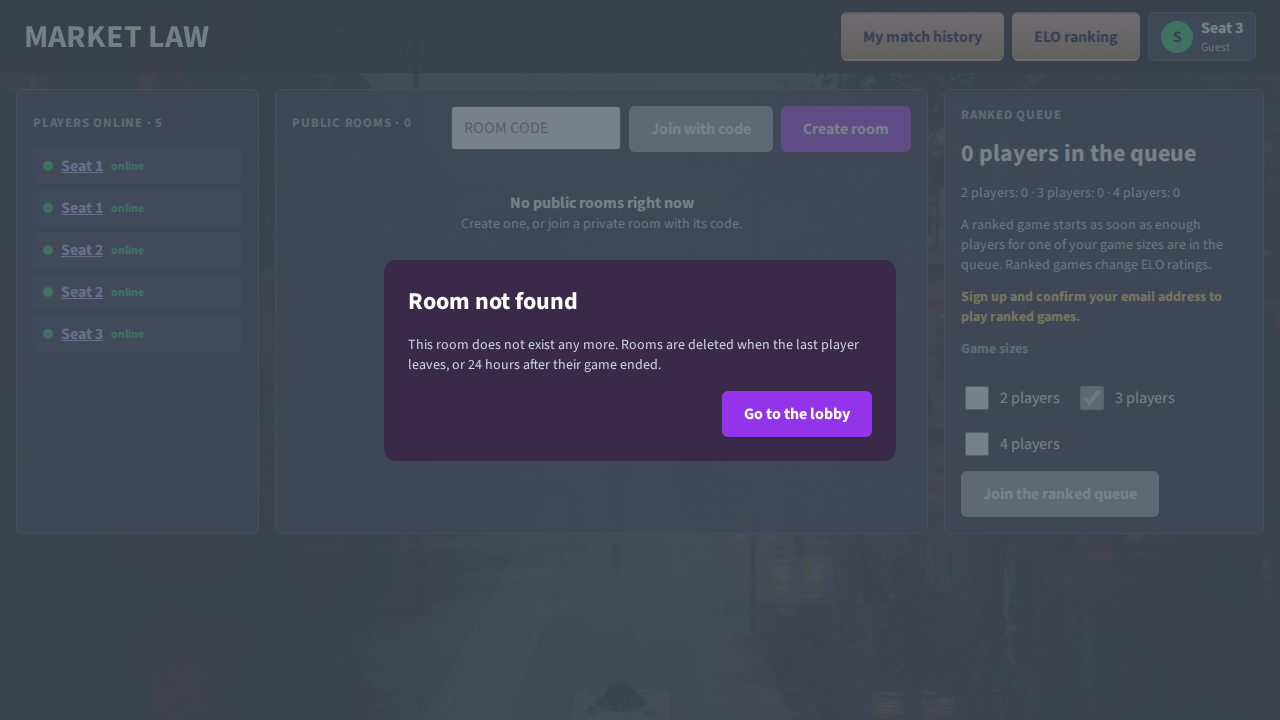 MARKET LAW
My match history
ELO ranking
S
Seat 3
Guest
PLAYERS ONLINE · 5
Seat 1 online
Seat 1 online
Seat 2 online
Seat 2 online
Seat 3 online
PUBLIC ROOMS · 0
ROOM CODE
Join with code
Create room
No public rooms right now
Create one, or join a private room with its code.
Room not found
This room does not exist any more. Rooms are deleted when the last player
leaves, or 24 hours after their game ended.
Go to the lobby
RANKED QUEUE
0 players in the queue
2 players: 0 · 3 players: 0 · 4 players: 0
A ranked game starts as soon as enough
players for one of your game sizes are in the
queue. Ranked games change ELO ratings.
Sign up and confirm your email address to
play ranked games.
Game sizes
2 players
3 players
4 players
Join the ranked queue